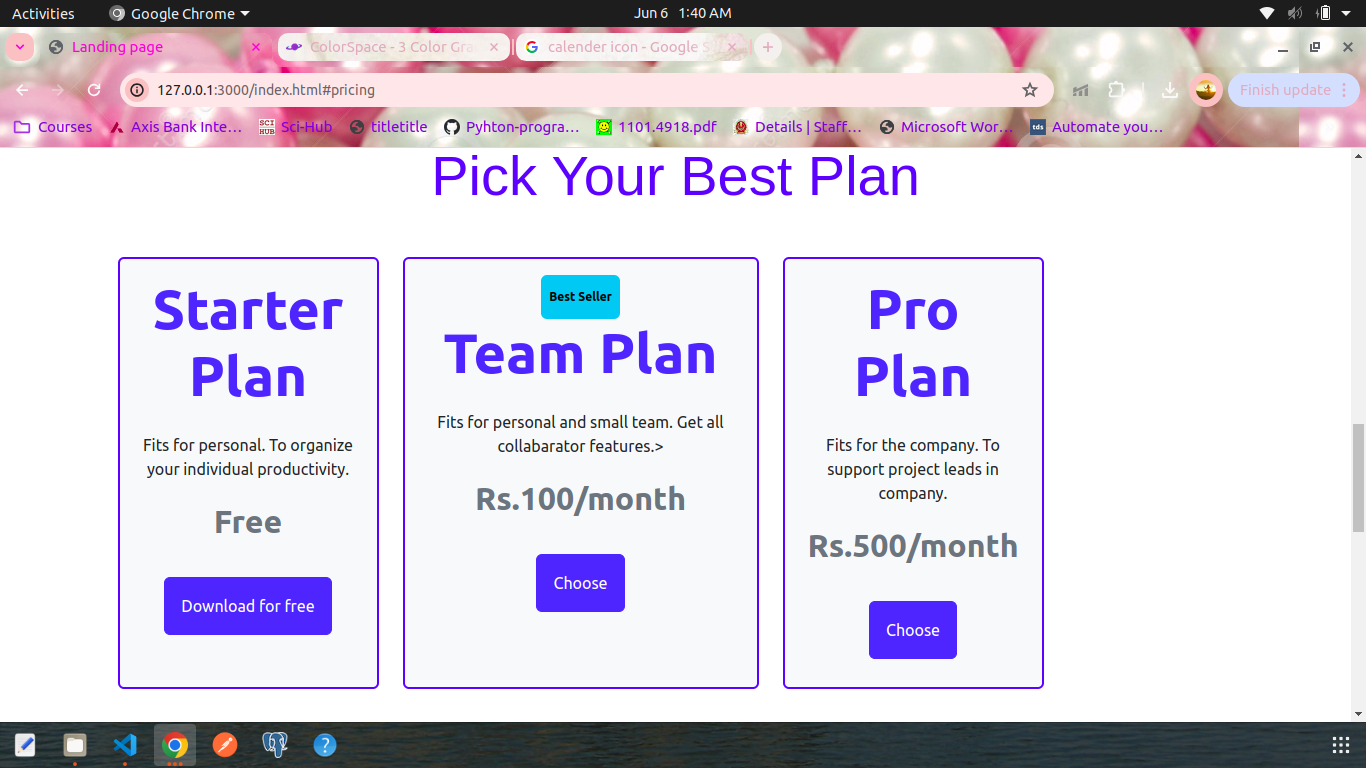 Activities
Google Chrome
Jun 6 1:40 AM
Landing page
ColorSpace - 3 Color Gra
calender icon - Google S
127.0.0.1:3000/index.html#pricing
Finish update
Courses
Axis Bank Inte…
SCI
HUB
Sci-Hub
titletitle
Pyhton-progra…
1101.4918.pdf
Details | Staff…
Microsoft Wor…
tds
Automate you…
Pick Your Best Plan
Starter
Plan
Fits for personal. To organize
your individual productivity.
Free
Download for free
Best Seller
Team Plan
Fits for personal and small team. Get all
collabarator features.>
Rs.100/month
Choose
Pro
Plan
Fits for the company. To
support project leads in
company.
Rs.500/month
Choose